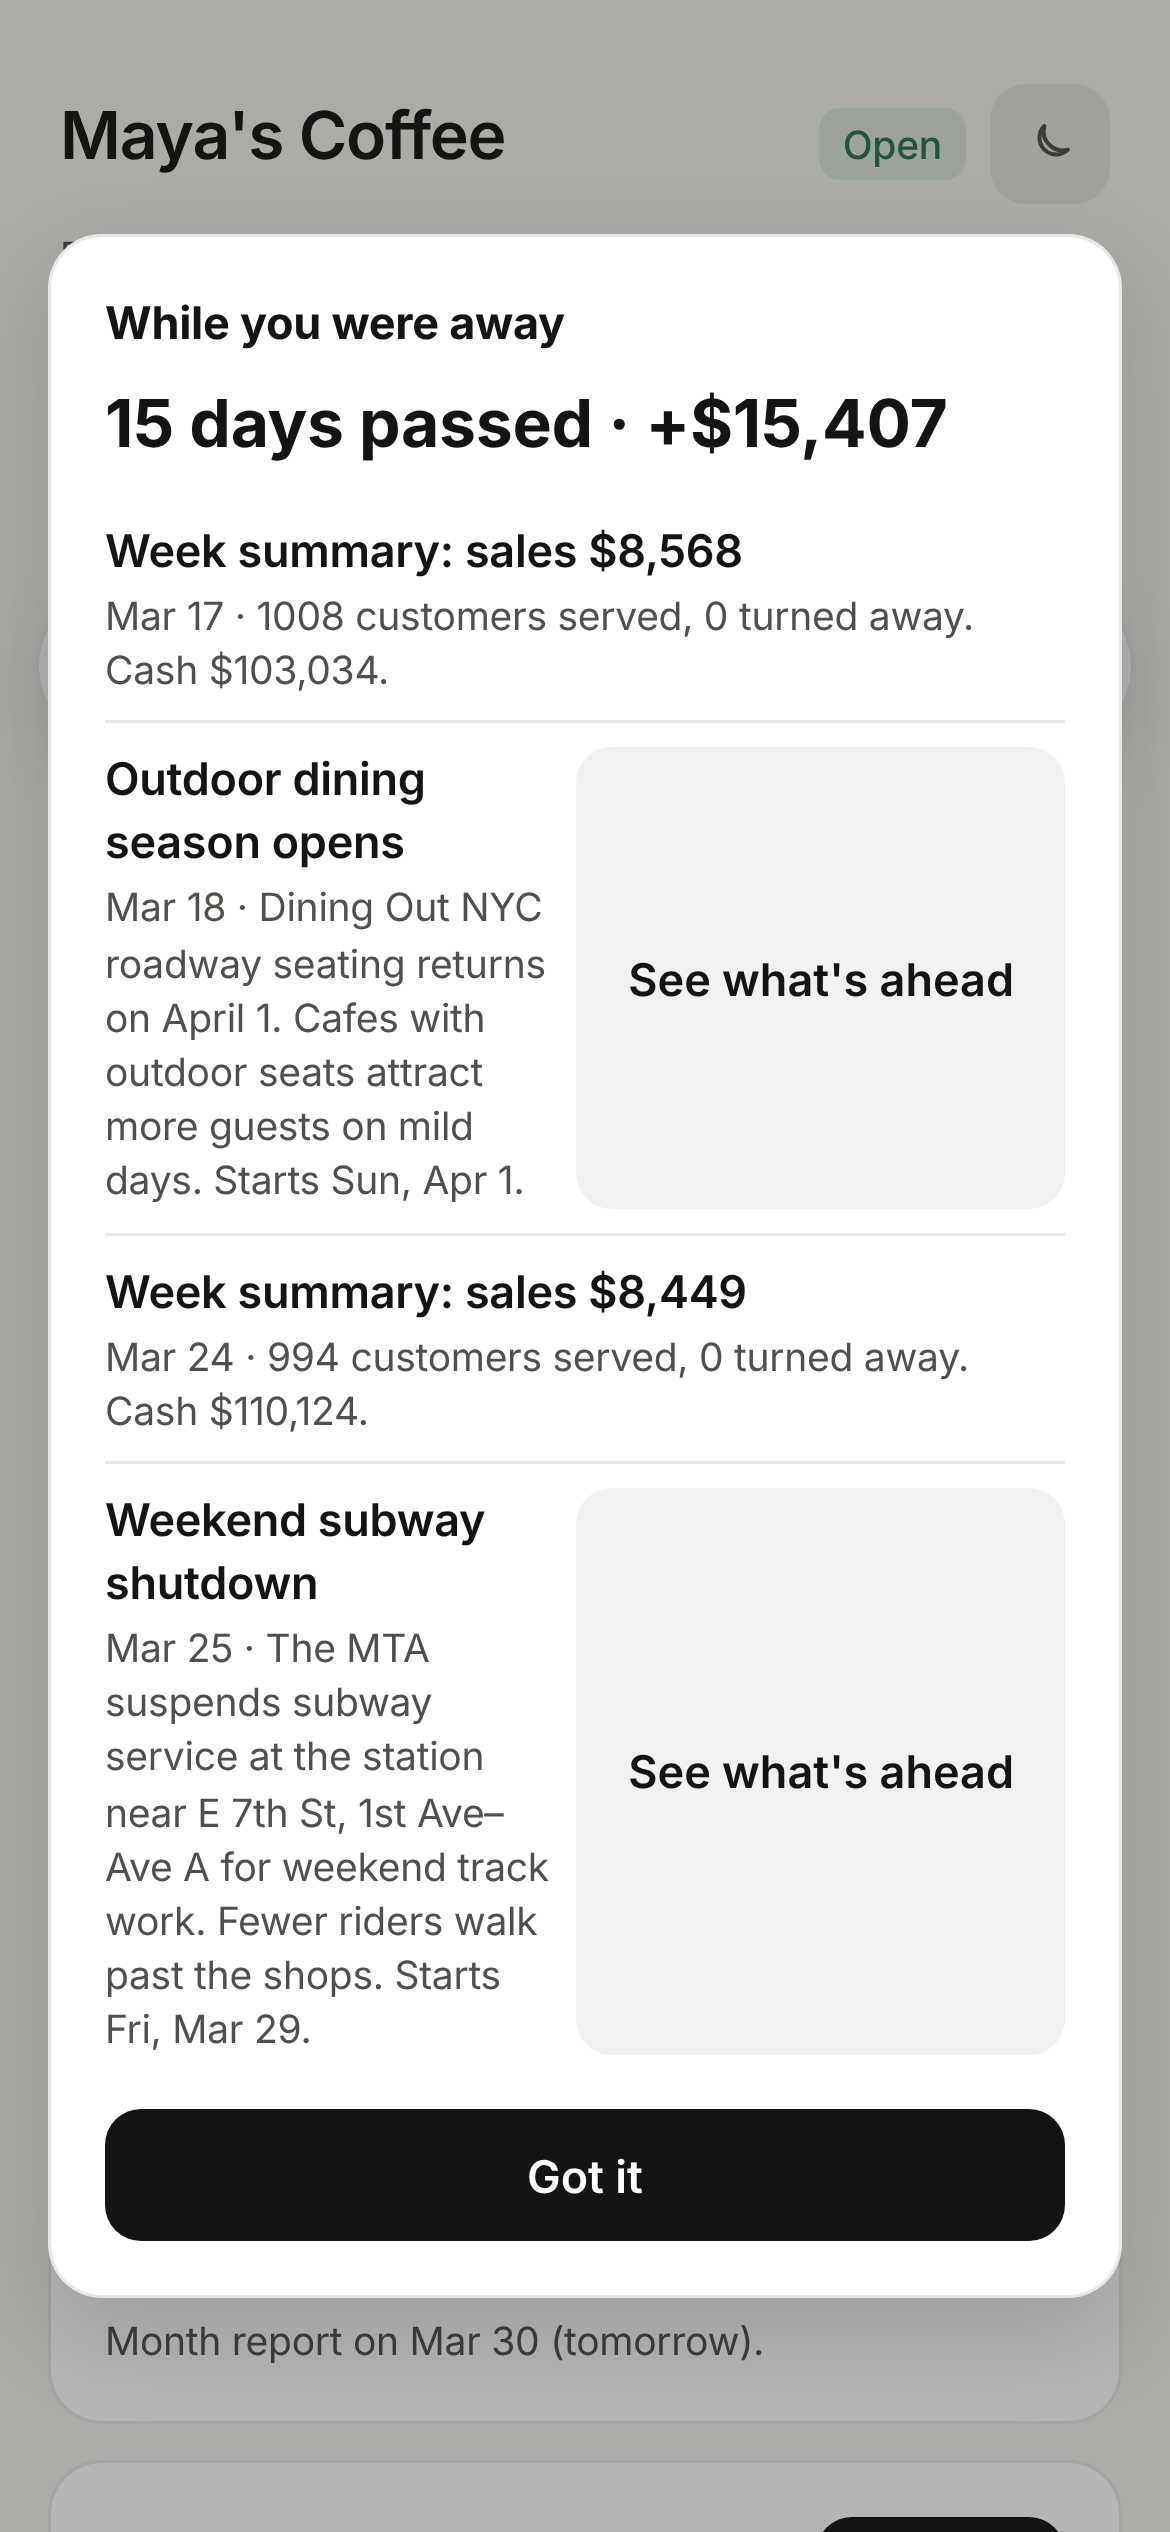 Maya's Coffee
Open
While you were away
15 days passed · +$15,407
Week summary: sales $8,568
Mar 17 · 1008 customers served, 0 turned away.
Cash $103,034.
Outdoor dining
season opens
Mar 18 · Dining Out NYC
roadway seating returns
on April 1. Cafes with
outdoor seats attract
more guests on mild
days. Starts Sun, Apr 1.
See what's ahead
Week summary: sales $8,449
Mar 24 · 994 customers served, 0 turned away.
Cash $110,124.
Weekend subway
shutdown
Mar 25 · The MTA
suspends subway
service at the station
near E 7th St, 1st Ave–
Ave A for weekend track
work. Fewer riders walk
past the shops. Starts
Fri, Mar 29.
See what's ahead
Got it
Month report on Mar 30 (tomorrow).